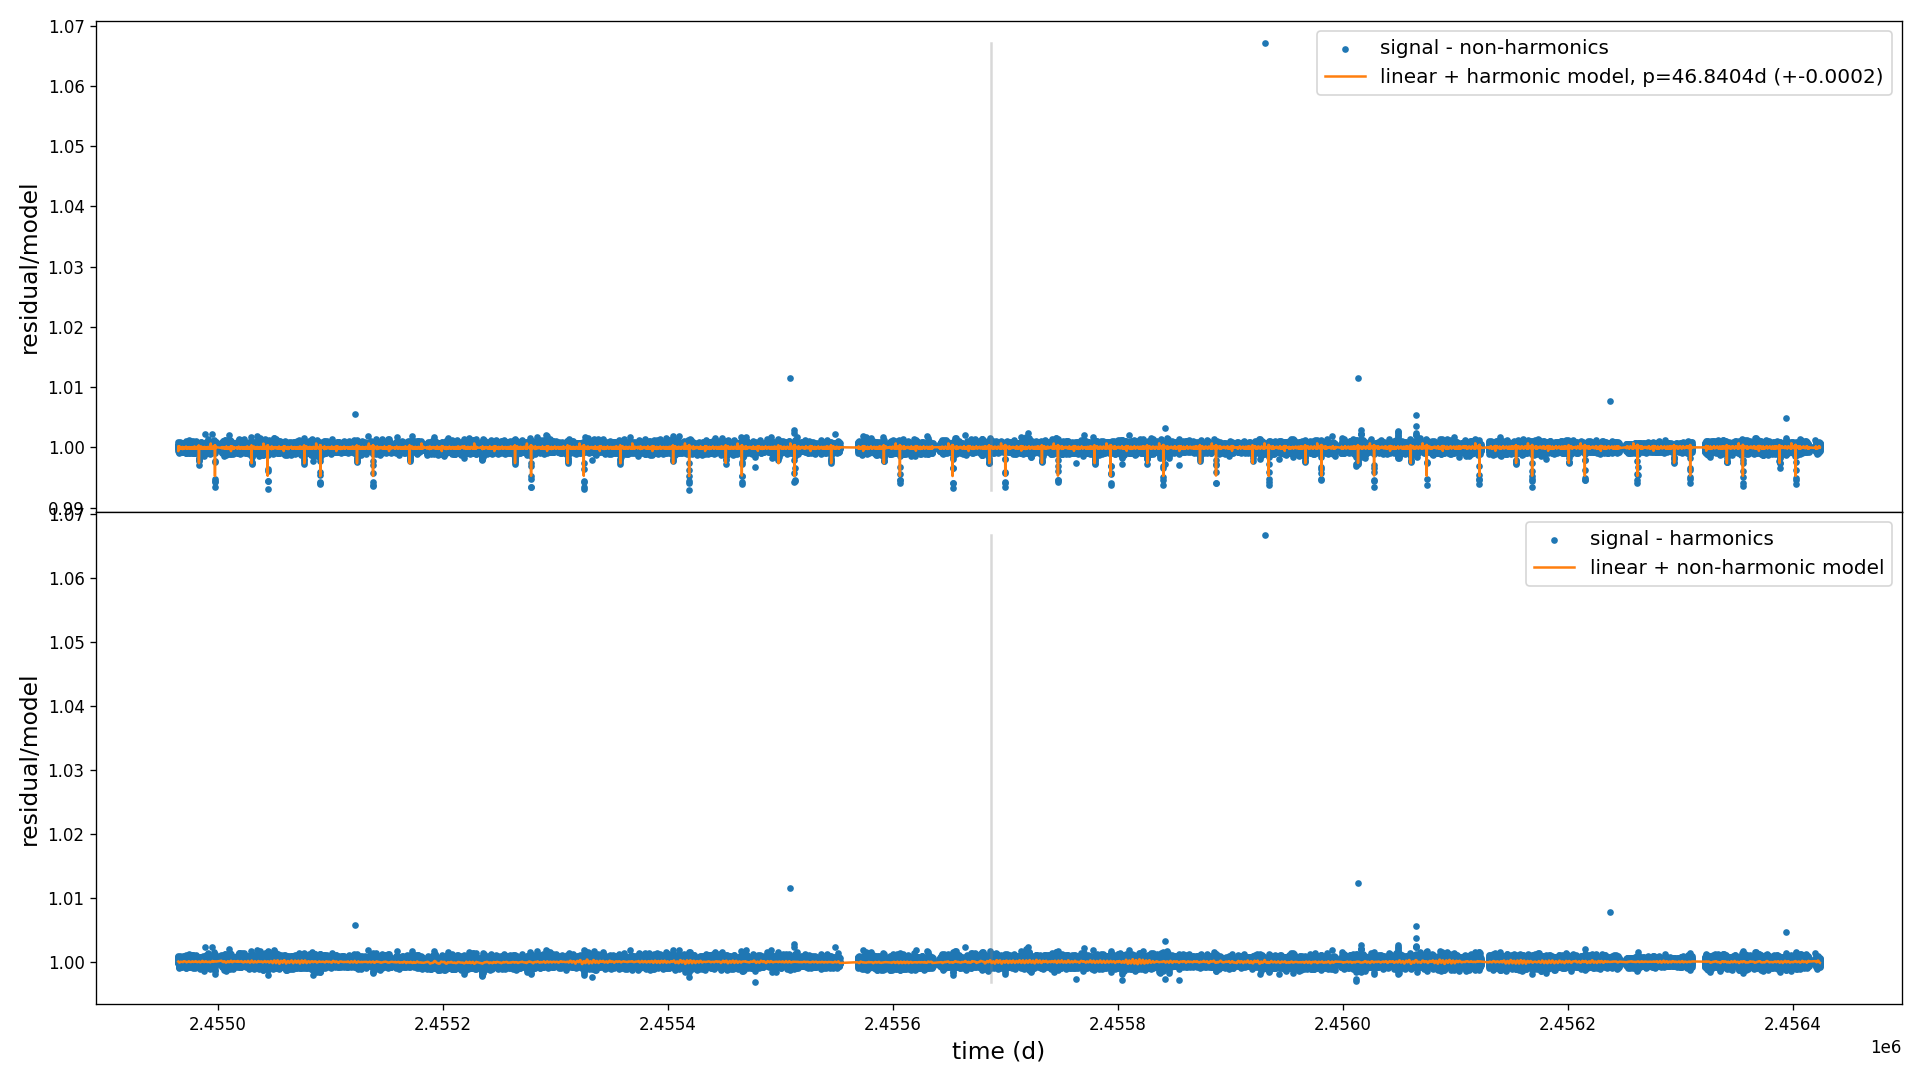 1.07
1.06
1.05
1.04
1.03
1.02
1.01
1.00
0.99
residual/model
signal - non-harmonics
linear + harmonic model, p=46.8404d (+-0.0002)
1.07
1.06
1.05
1.04
1.03
1.02
1.01
1.00
residual/model
signal - harmonics
linear + non-harmonic model
2.4550 2.4552 2.4554 2.4556 2.4558 2.4560 2.4562 2.4564
1e6
time (d)